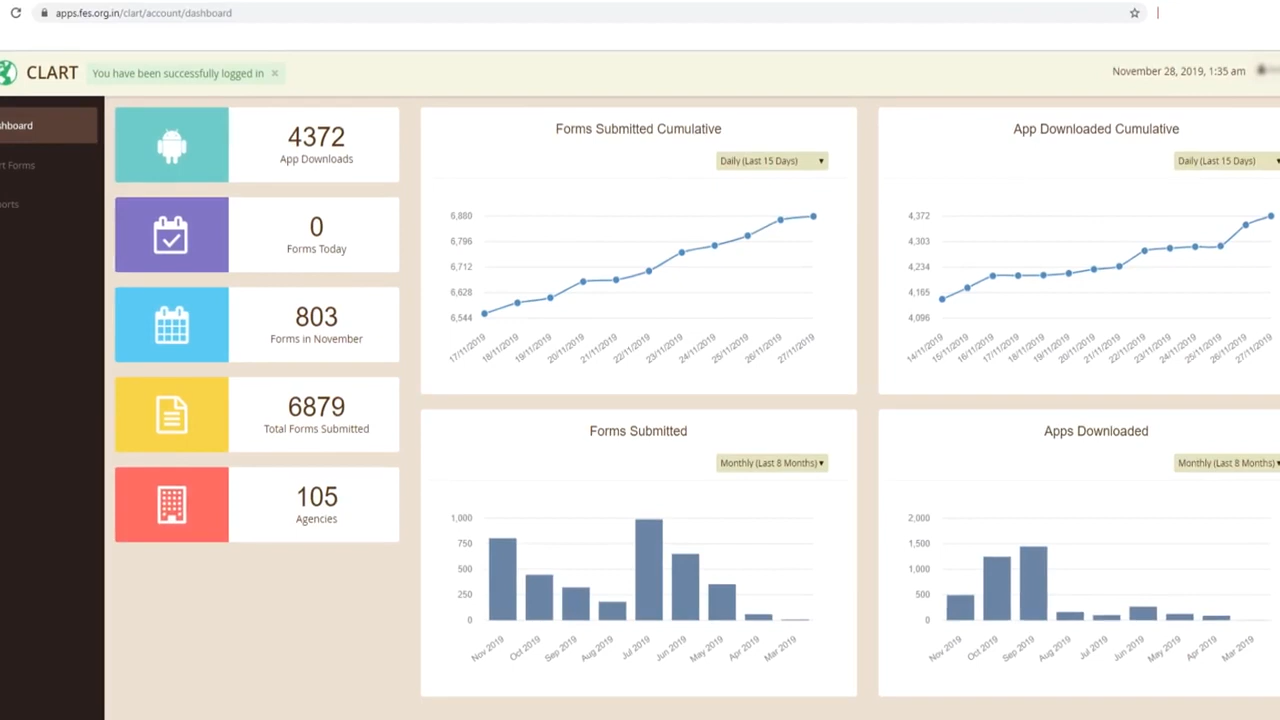 apps.fes.org.in/clart/account/dashboard
CLART
You have been successfully logged in ×
November 28, 2019, 1:35 am
shboard
rt Forms
orts
4372
App Downloads
0
Forms Today
803
Forms in November
6879
Total Forms Submitted
105
Agencies
Forms Submitted Cumulative
Daily (Last 15 Days)
6,880
6,796
6,712
6,628
6,544
17/11/2019
18/11/2019
19/11/2019
20/11/2019
21/11/2019
22/11/2019
23/11/2019
24/11/2019
25/11/2019
26/11/2019
27/11/2019
App Downloaded Cumulative
Daily (Last 15 Days)
4,372
4,303
4,234
4,165
4,096
14/11/2019
15/11/2019
16/11/2019
17/11/2019
18/11/2019
19/11/2019
20/11/2019
21/11/2019
22/11/2019
23/11/2019
24/11/2019
25/11/2019
26/11/2019
27/11/2019
Forms Submitted
Monthly (Last 8 Months)
1,000
750
500
250
0
Nov 2019
Oct 2019
Sep 2019
Aug 2019
Jul 2019
Jun 2019
May 2019
Apr 2019
Mar 2019
Apps Downloaded
Monthly (Last 8 Months)
2,000
1,500
1,000
500
0
Nov 2019
Oct 2019
Sep 2019
Aug 2019
Jul 2019
Jun 2019
May 2019
Apr 2019
Mar 2019